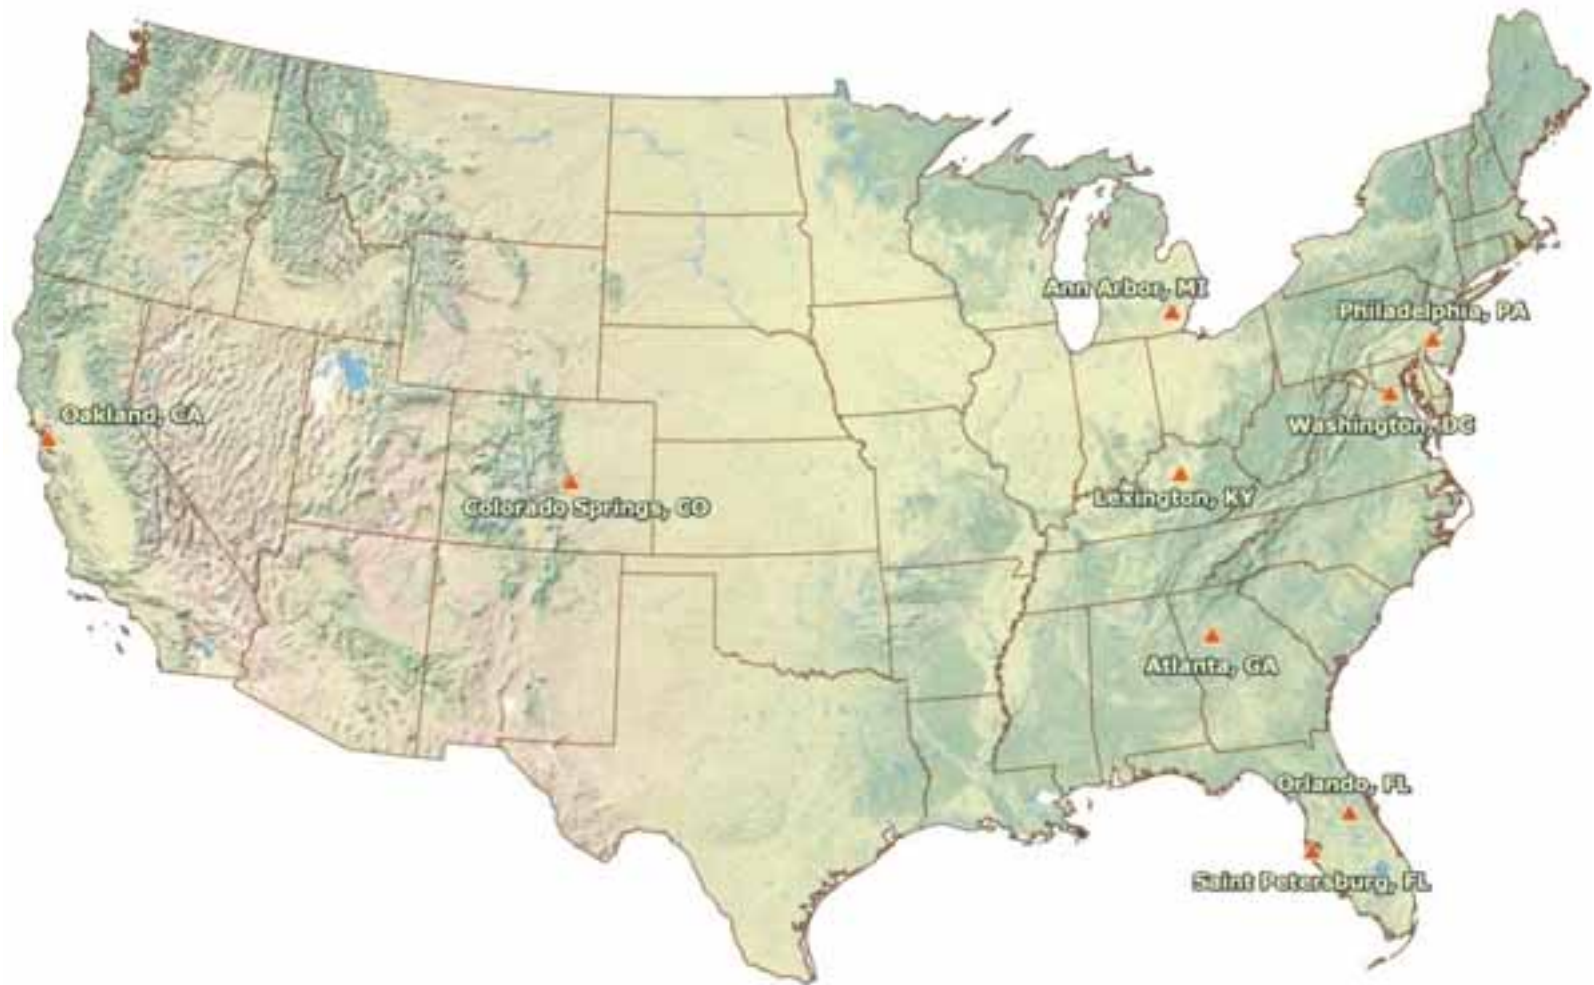 Ann Arbor, MI
Philadelphia, PA
Oakland, CA
Washington, DC
Lexington, KY
Colorado Springs, CO
Atlanta, GA
Orlando, FL
Saint Petersburg, FL